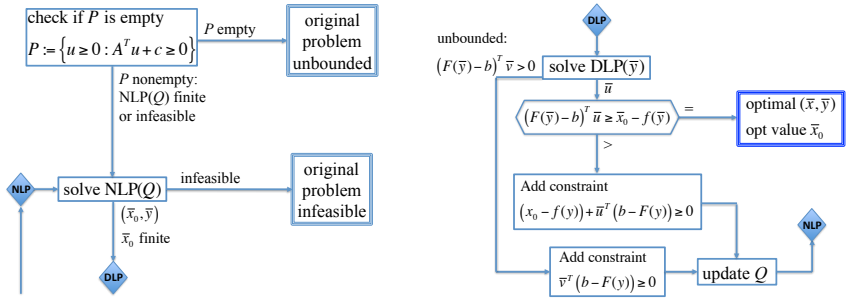 check if P is empty
P := {u ≥ 0 : A^T u + c ≥ 0}
P empty
original
problem
unbounded
P nonempty:
NLP(Q) finite
or infeasible
NLP
solve NLP(Q)
infeasible
original
problem
infeasible
(x̅₀, y̅)
x̅₀ finite
DLP
DLP
unbounded:
(F(y̅) − b)^T v̅ > 0
solve DLP(y̅)
u̅
(F(y̅) − b)^T u̅ ≥ x̅₀ − f(y̅)
=
optimal (x̅, y̅)
opt value x̅₀
>
Add constraint
(x₀ − f(y)) + u̅^T (b − F(y)) ≥ 0
NLP
Add constraint
v̅^T (b − F(y)) ≥ 0
update Q